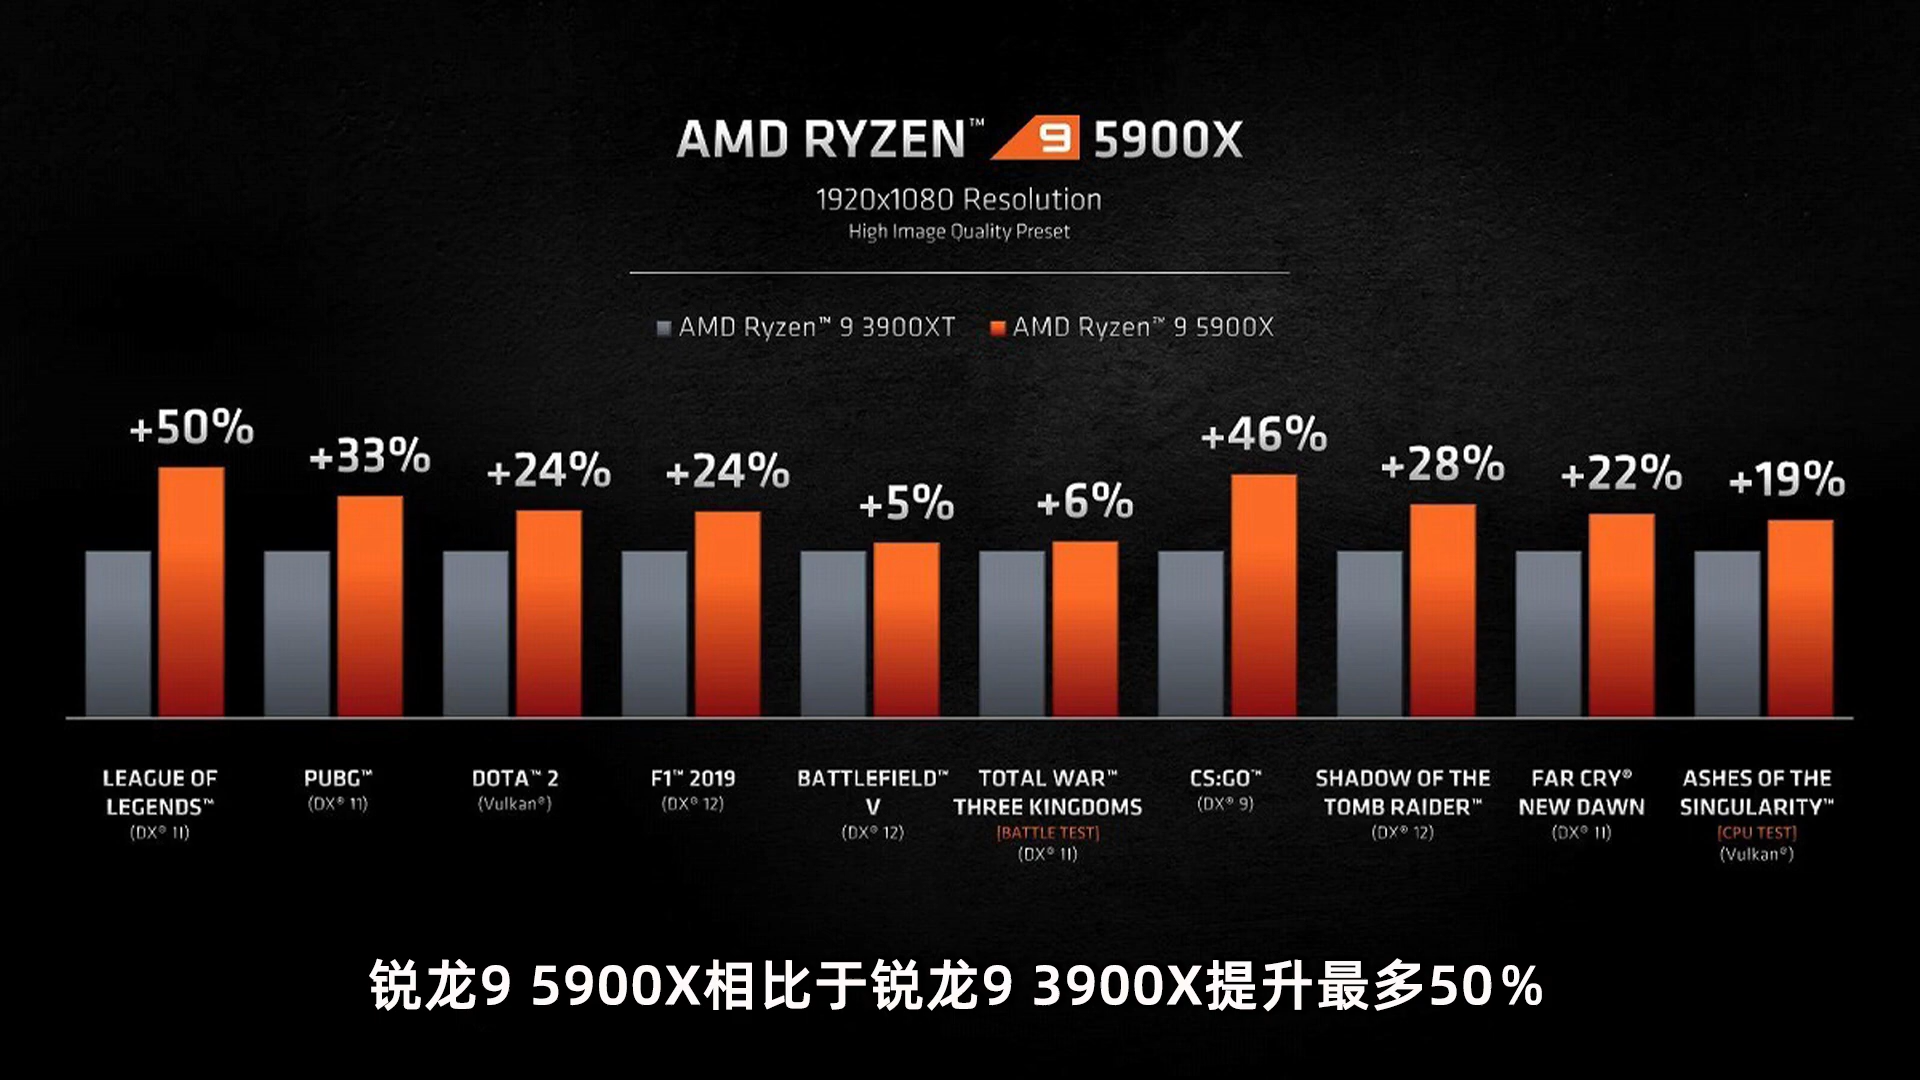 AMD RYZEN™ 9 5900X
1920x1080 Resolution
High Image Quality Preset
AMD Ryzen™ 9 3900XT AMD Ryzen™ 9 5900X
+50% +33% +24% +24% +5% +6% +46% +28% +22% +19%
LEAGUE OF
LEGENDS™
(DX® 11)
PUBG™
(DX® 11)
DOTA™ 2
(Vulkan®)
F1™ 2019
(DX® 12)
BATTLEFIELD™
V
(DX® 12)
TOTAL WAR™
THREE KINGDOMS
[BATTLE TEST]
(DX® 11)
CS:GO™
(DX® 9)
SHADOW OF THE
TOMB RAIDER™
(DX® 12)
FAR CRY®
NEW DAWN
(DX® 11)
ASHES OF THE
SINGULARITY™
[CPU TEST]
(Vulkan®)
锐龙9 5900X相比于锐龙9 3900X提升最多50%